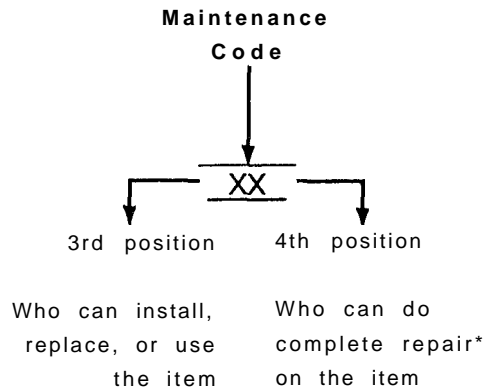 Maintenance
Code
XX
3rd position
4th position
Who can install,
replace, or use
the item
Who can do
complete repair*
on the item